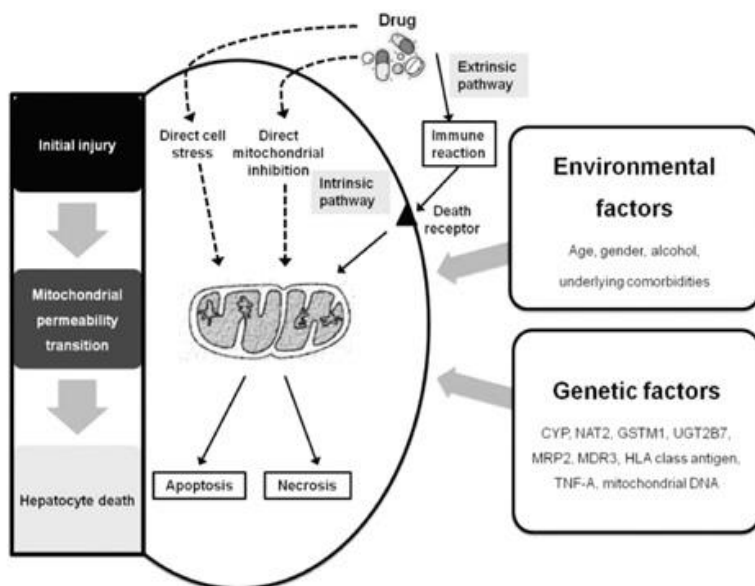 Drug
Extrinsic
pathway
Initial injury
Direct cell
stress
Direct
mitochondrial
inhibition
Immune
reaction
Intrinsic
pathway
Death
receptor
Environmental
factors
Age, gender, alcohol,
underlying comorbidities
Mitochondrial
permeability
transition
Genetic factors
CYP, NAT2, GSTM1, UGT2B7,
MRP2, MDR3, HLA class antigen,
TNF-A, mitochondrial DNA
Hepatocyte death
Apoptosis
Necrosis